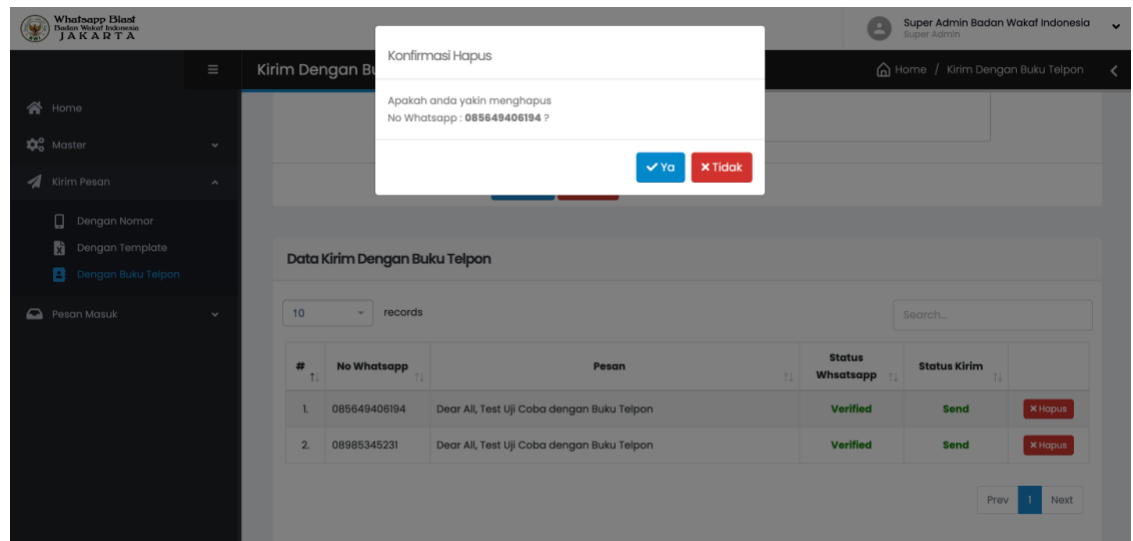 Whatsapp Blast
Badan Wakaf Indonesia
JAKARTA
Super Admin Badan Wakaf Indonesia
Super Admin
Konfirmasi Hapus
Apakah anda yakin menghapus
No Whatsapp : 085649406194 ?
Ya
Tidak
Kirim Dengan Bu
Home / Kirim Dengan Buku Telpon
Home
Master
Kirim Pesan
Dengan Nomor
Dengan Template
Dengan Buku Telpon
Pesan Masuk
Data Kirim Dengan Buku Telpon
10 records
Search...
# No Whatsapp Pesan Status Whsatsapp Status Kirim
1. 085649406194 Dear All, Test Uji Coba dengan Buku Telpon Verified Send Hapus
2. 08985345231 Dear All, Test Uji Coba dengan Buku Telpon Verified Send Hapus
Prev 1 Next